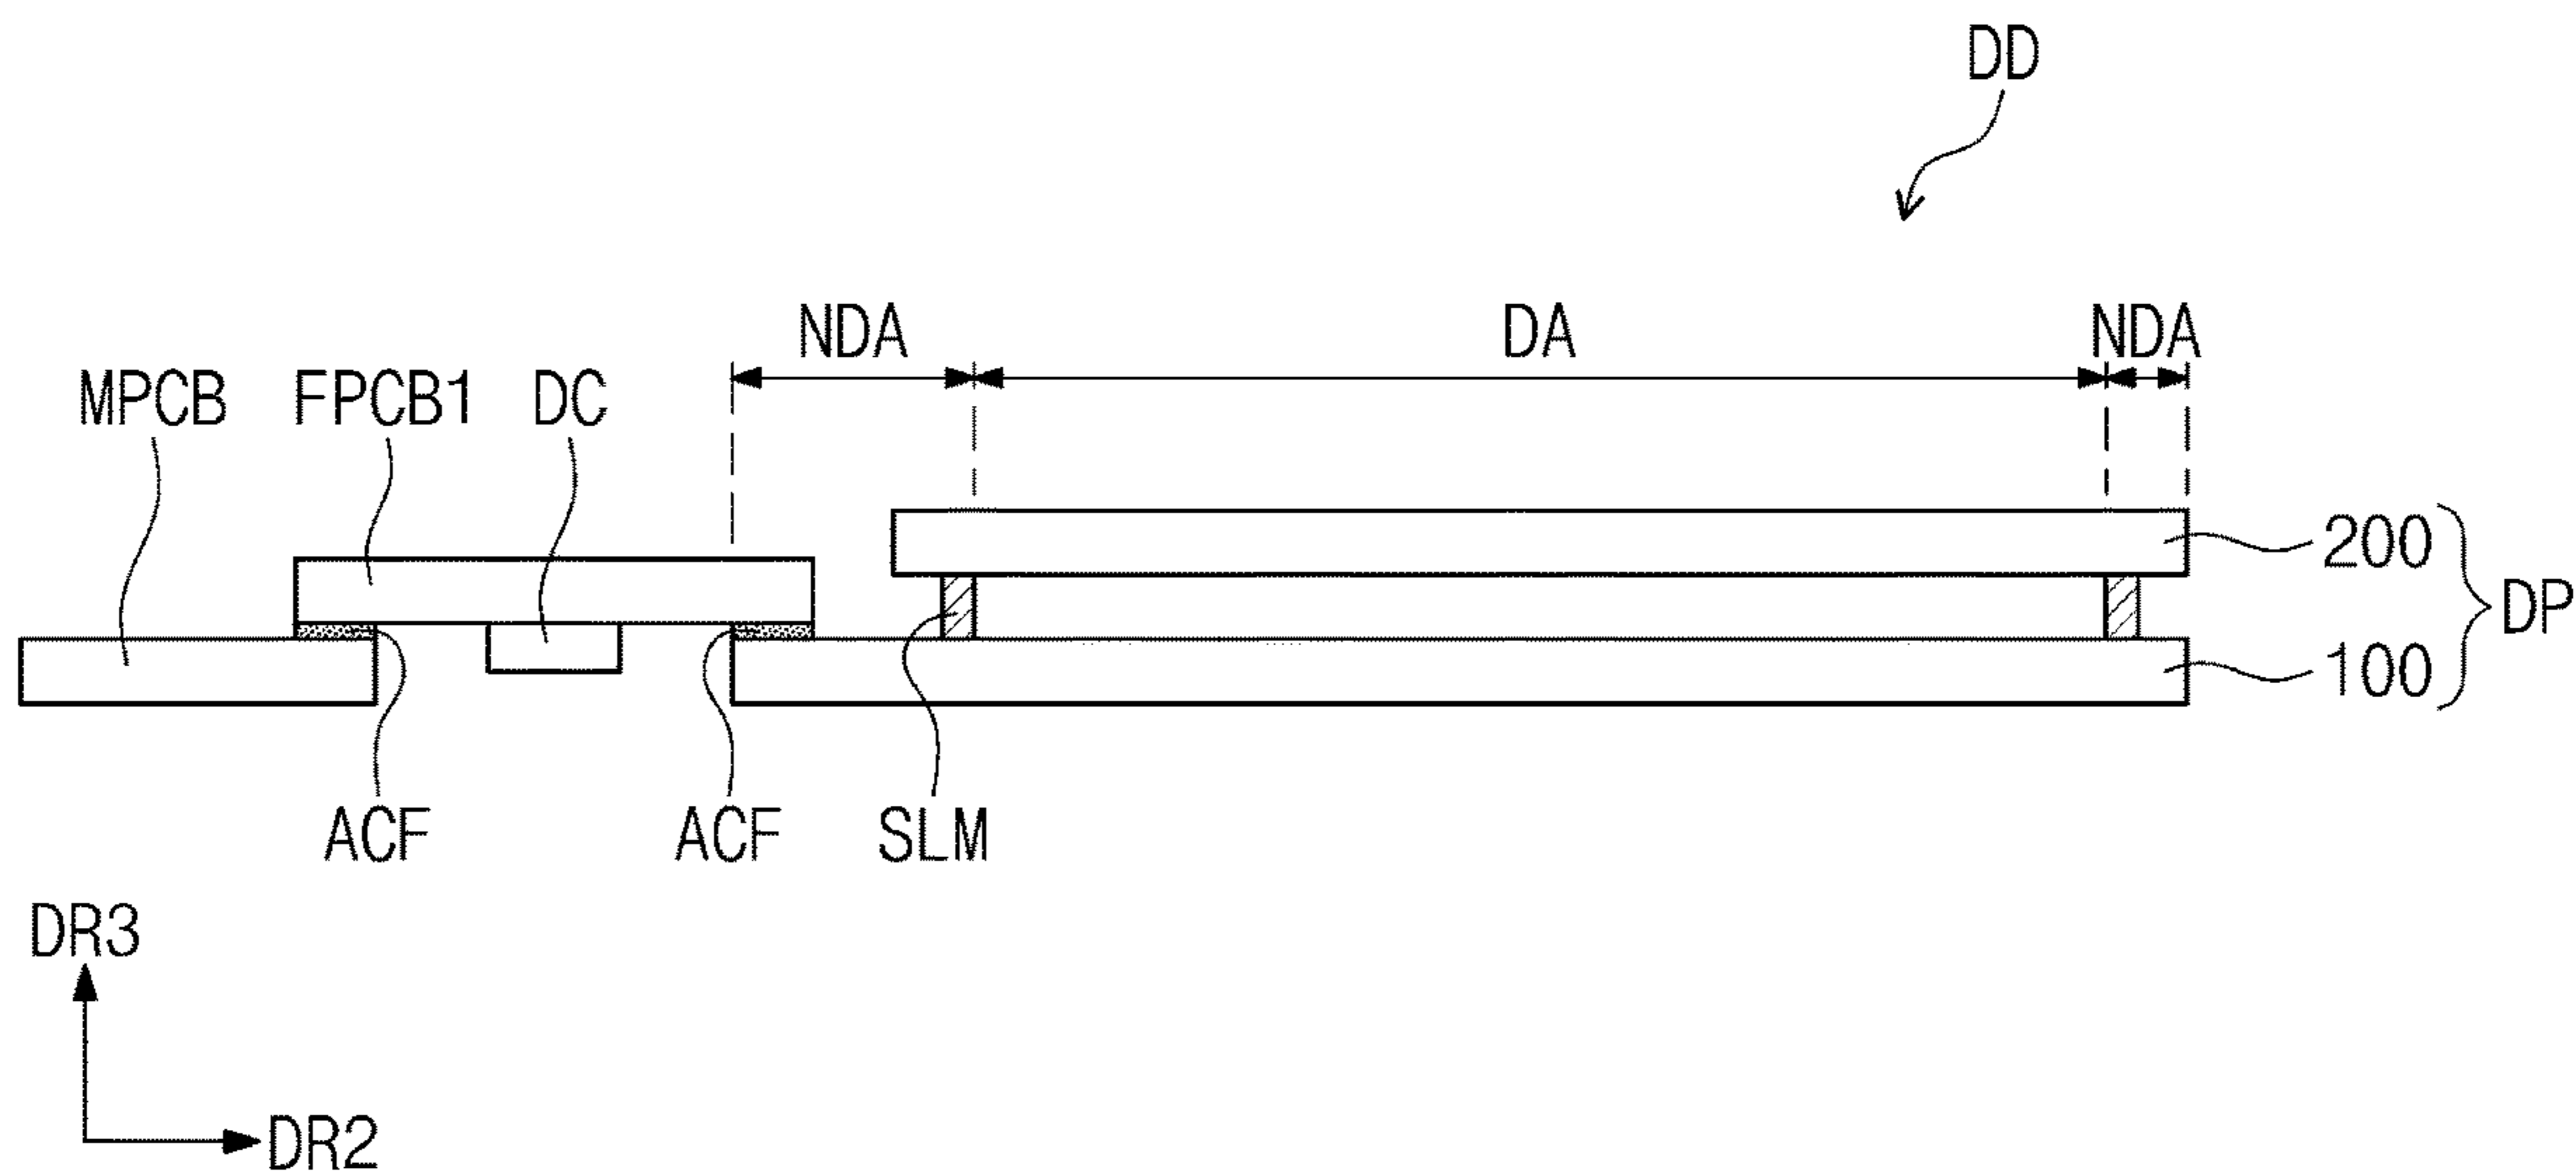 DD
NDA DA NDA
MPCB FPCB1 DC
200
DP
100
ACF ACF SLM
DR3
DR2